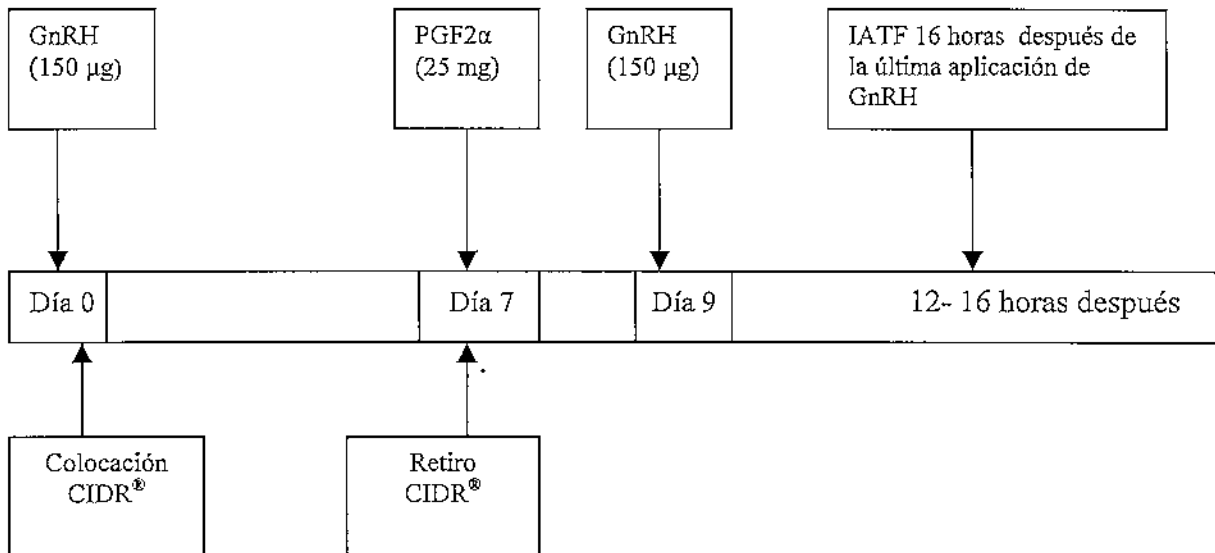 GnRH
(150 µg)
PGF2α
(25 mg)
GnRH
(150 µg)
IATF 16 horas después de
la última aplicación de
GnRH
Día 0
Día 7
Día 9
12- 16 horas después
Colocación
CIDR®
Retiro
CIDR®